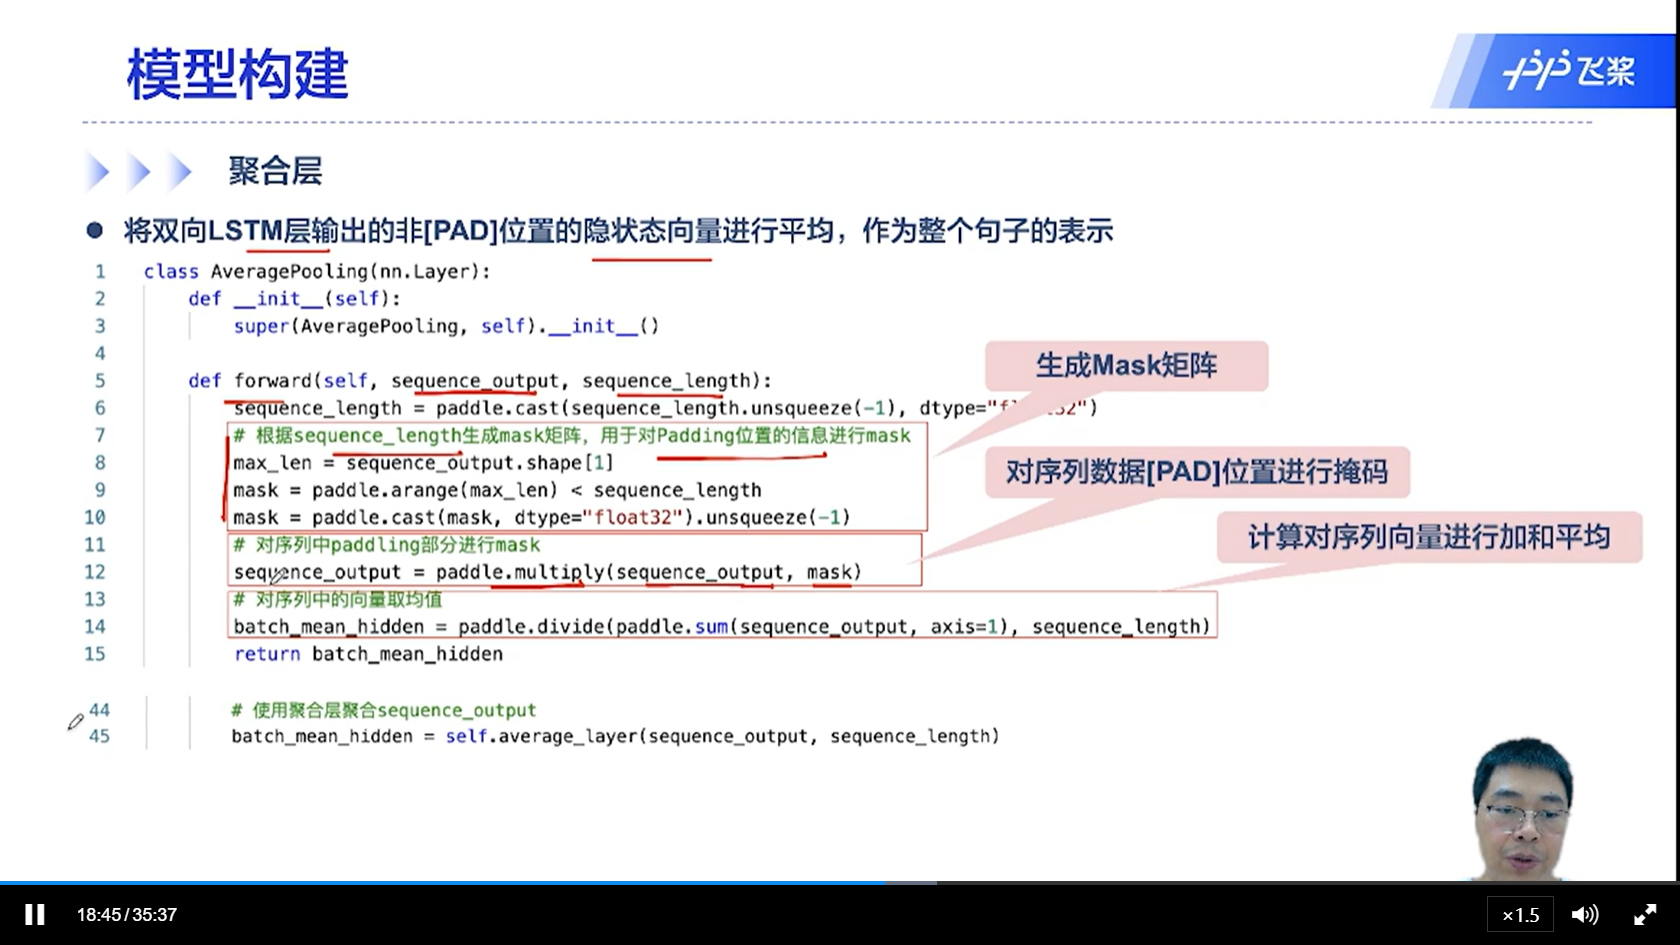 模型构建
飞桨
聚合层
● 将双向LSTM层输出的非[PAD]位置的隐状态向量进行平均，作为整个句子的表示
1 class AveragePooling(nn.Layer):
2 def __init__(self):
3 super(AveragePooling, self).__init__()
4
5 def forward(self, sequence_output, sequence_length):
6 sequence_length = paddle.cast(sequence_length.unsqueeze(-1), dtype="float32")
7 # 根据sequence_length生成mask矩阵，用于对Padding位置的信息进行mask
8 max_len = sequence_output.shape[1]
9 mask = paddle.arange(max_len) < sequence_length
10 mask = paddle.cast(mask, dtype="float32").unsqueeze(-1)
11 # 对序列中paddling部分进行mask
12 sequence_output = paddle.multiply(sequence_output, mask)
13 # 对序列中的向量取均值
14 batch_mean_hidden = paddle.divide(paddle.sum(sequence_output, axis=1), sequence_length)
15 return batch_mean_hidden
生成Mask矩阵
对序列数据[PAD]位置进行掩码
计算对序列向量进行加和平均
44 # 使用聚合层聚合sequence_output
45 batch_mean_hidden = self.average_layer(sequence_output, sequence_length)
18:45/35:37
×1.5